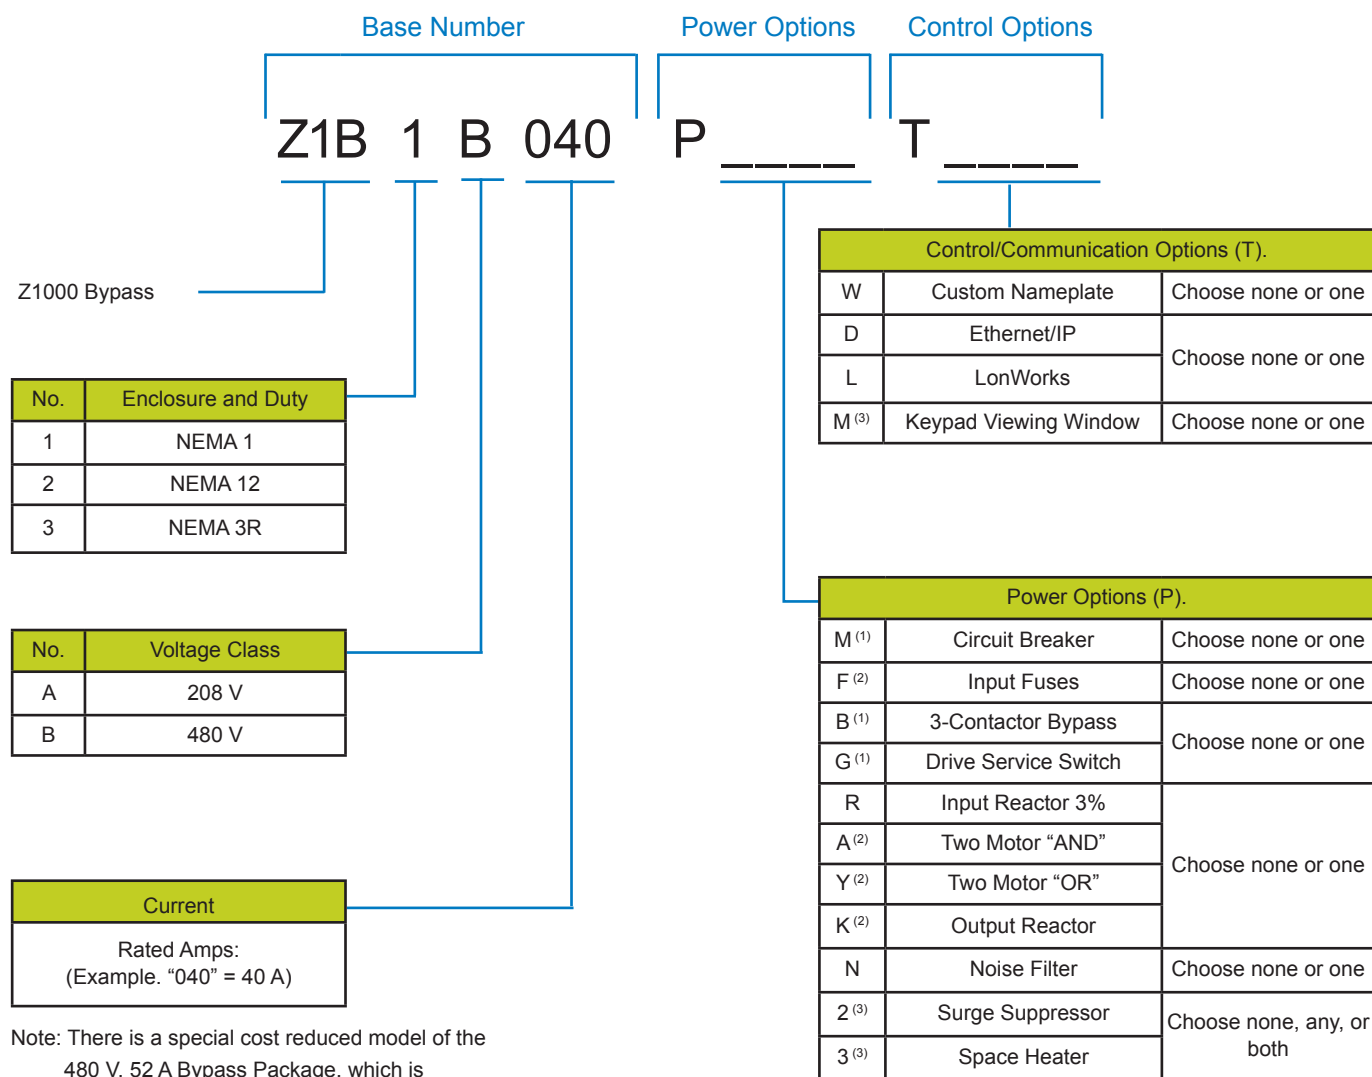 Base Number Power Options Control Options
Z1B 1 B 040 P ____ T ____
Z1000 Bypass
No. Enclosure and Duty
1 NEMA 1
2 NEMA 12
3 NEMA 3R
No. Voltage Class
A 208 V
B 480 V
Current
Rated Amps:
(Example. “040” = 40 A)
Note: There is a special cost reduced model of the
480 V, 52 A Bypass Package, which is
Control/Communication Options (T).
W Custom Nameplate Choose none or one
D Ethernet/IP
Choose none or one
L LonWorks
M (3) Keypad Viewing Window Choose none or one
Power Options (P).
M (1) Circuit Breaker Choose none or one
F (2) Input Fuses Choose none or one
B (1) 3-Contactor Bypass
Choose none or one
G (1) Drive Service Switch
R Input Reactor 3%
A (2) Two Motor “AND”
Choose none or one
Y (2) Two Motor “OR”
K (2) Output Reactor
N Noise Filter Choose none or one
2 (3) Surge Suppressor
Choose none, any, or
both
3 (3) Space Heater